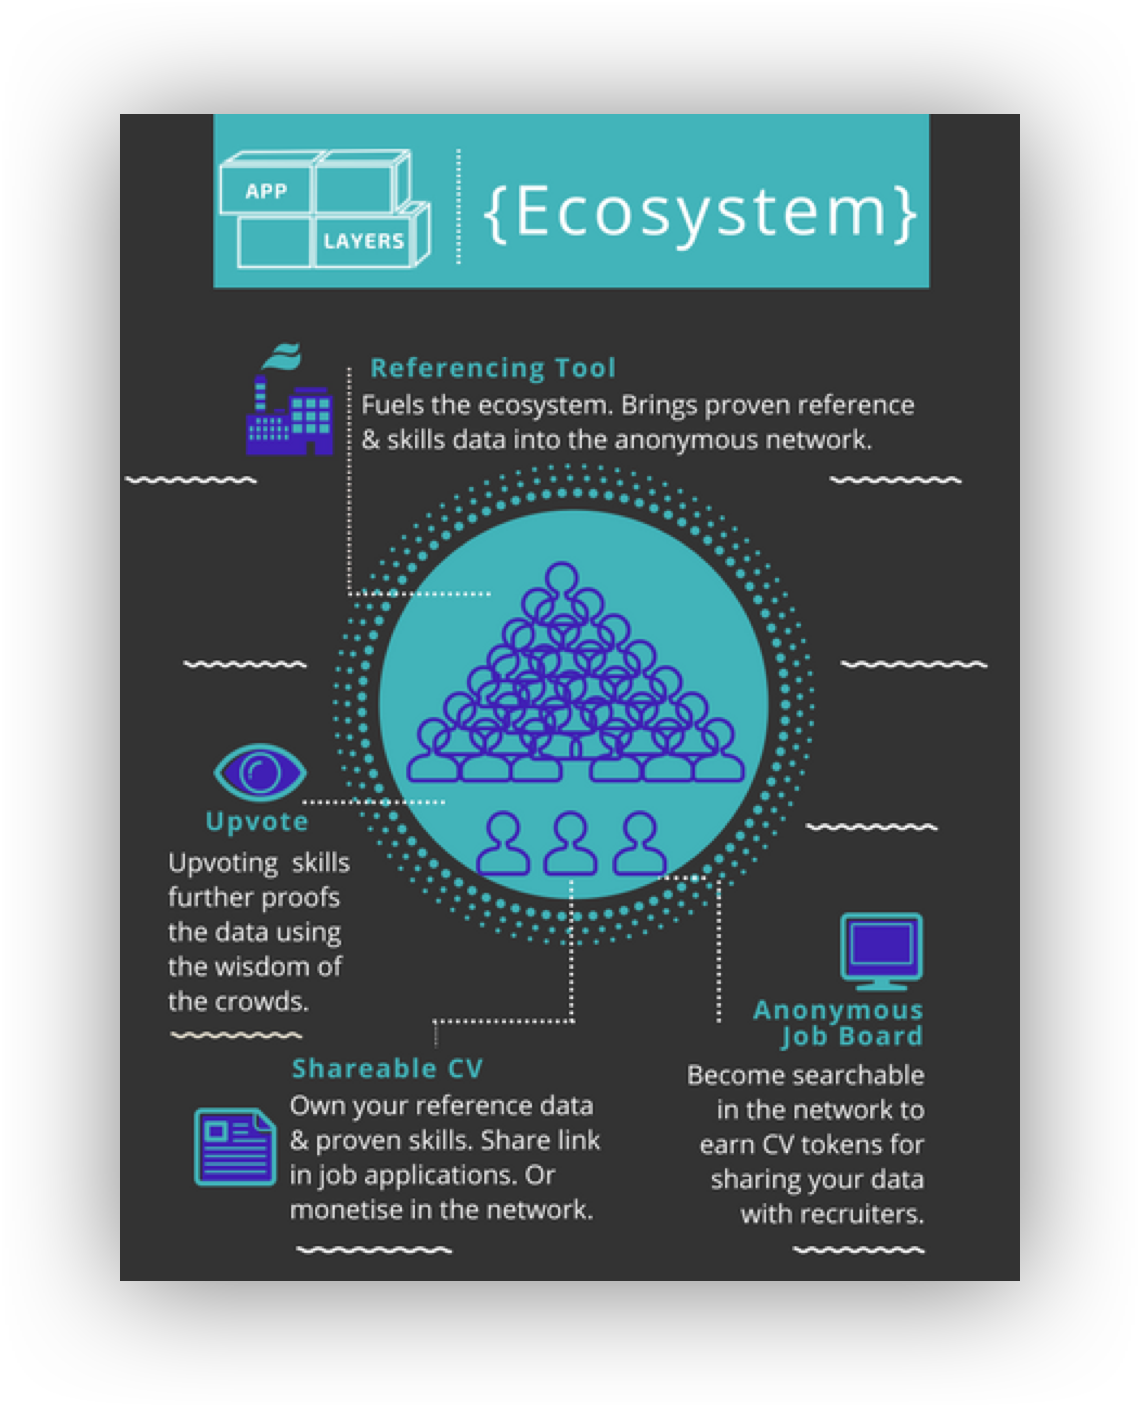 APP
LAYERS
{Ecosystem}
Referencing Tool
Fuels the ecosystem. Brings proven reference
& skills data into the anonymous network.
Upvote
Upvoting skills
further proofs
the data using
the wisdom of
the crowds.
Shareable CV
Own your reference data
& proven skills. Share link
in job applications. Or
monetise in the network.
Anonymous
Job Board
Become searchable
in the network to
earn CV tokens for
sharing your data
with recruiters.